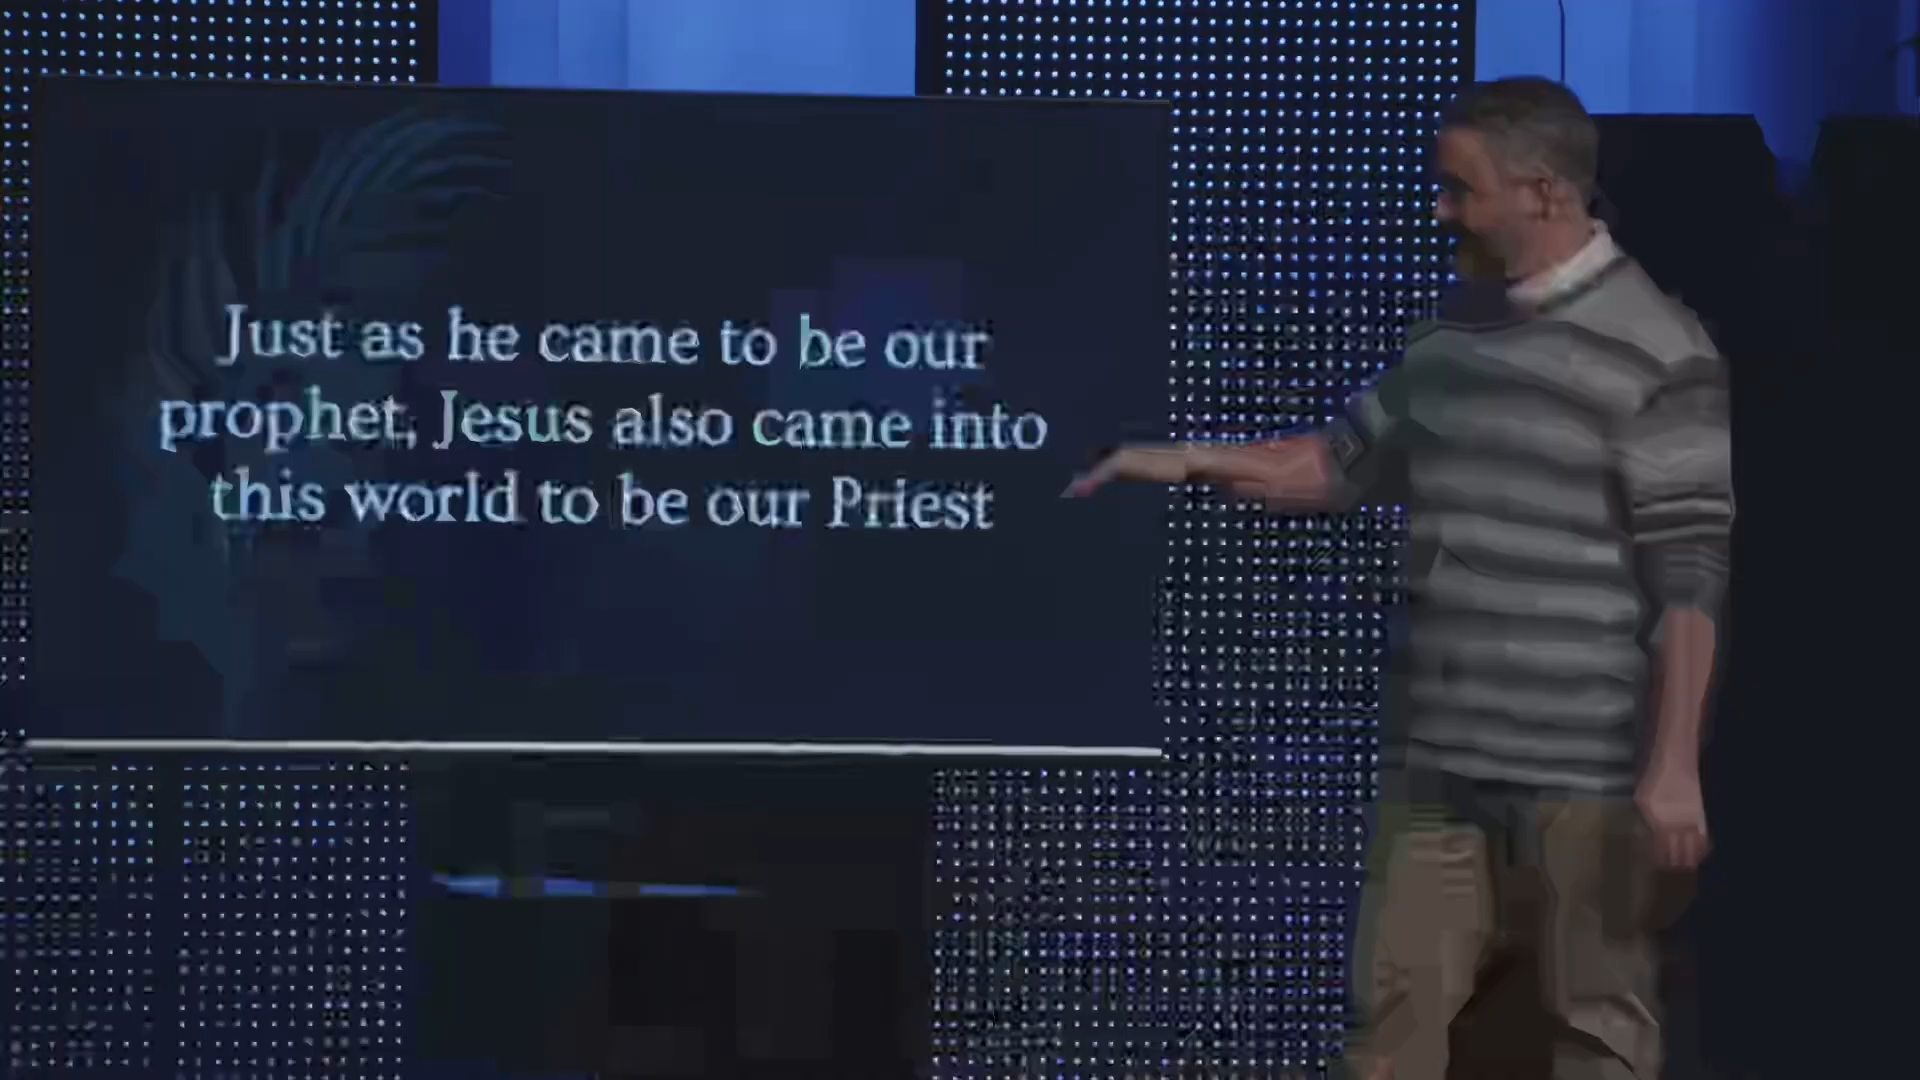 Just as he came to be our
prophet, Jesus also came into
this world to be our Priest